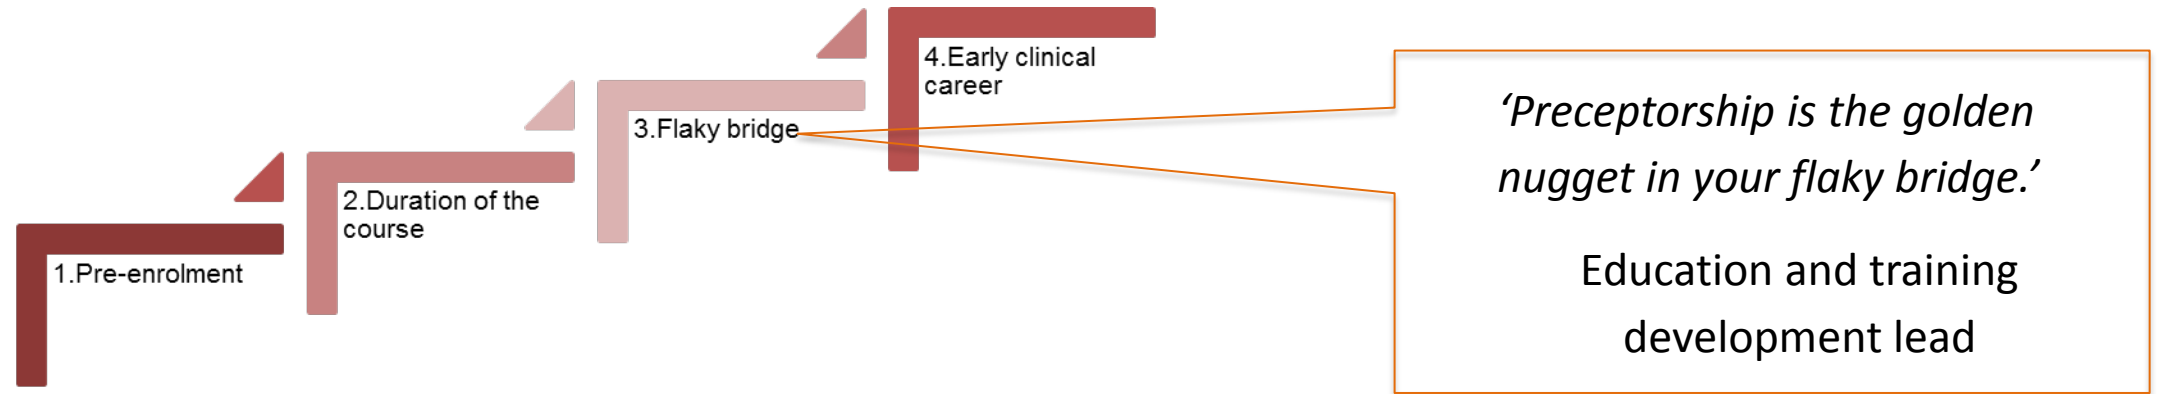 1.Pre-enrolment
2.Duration of the
course
3.Flaky bridge
4.Early clinical
career
‘Preceptorship is the golden
nugget in your flaky bridge.’
Education and training
development lead